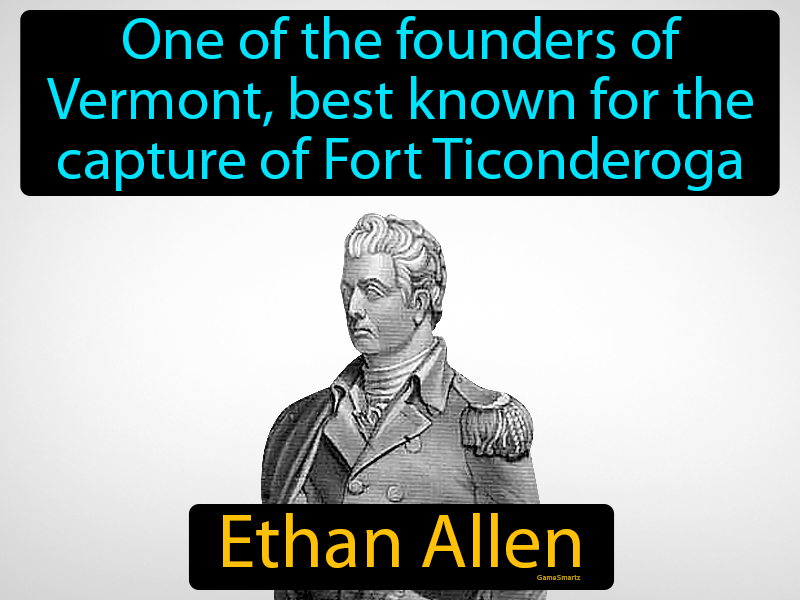 One of the founders of
Vermont, best known for the
capture of Fort Ticonderoga
Ethan Allen
GameSmartz